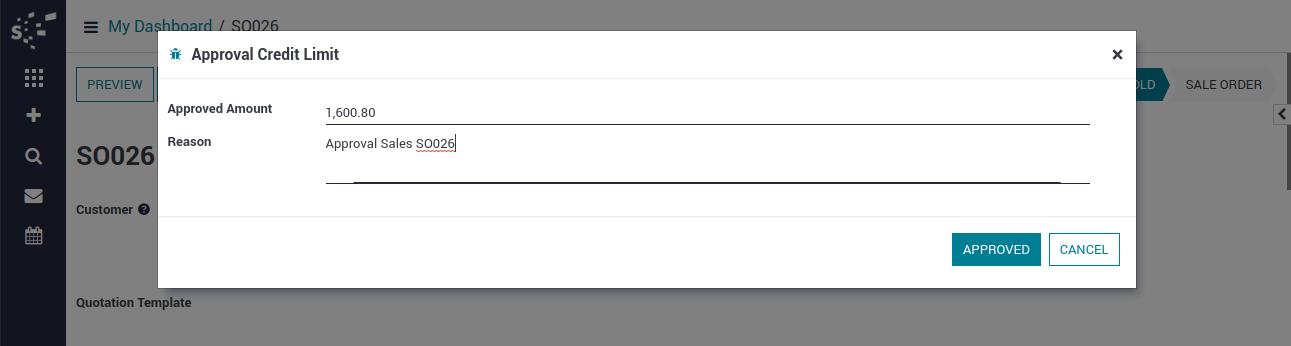 My Dashboard / SO026
Approval Credit Limit
PREVIEW
OLD
SALE ORDER
Approved Amount
1,600.80
Reason
Approval Sales SO026
SO026
Customer
APPROVED
CANCEL
Quotation Template